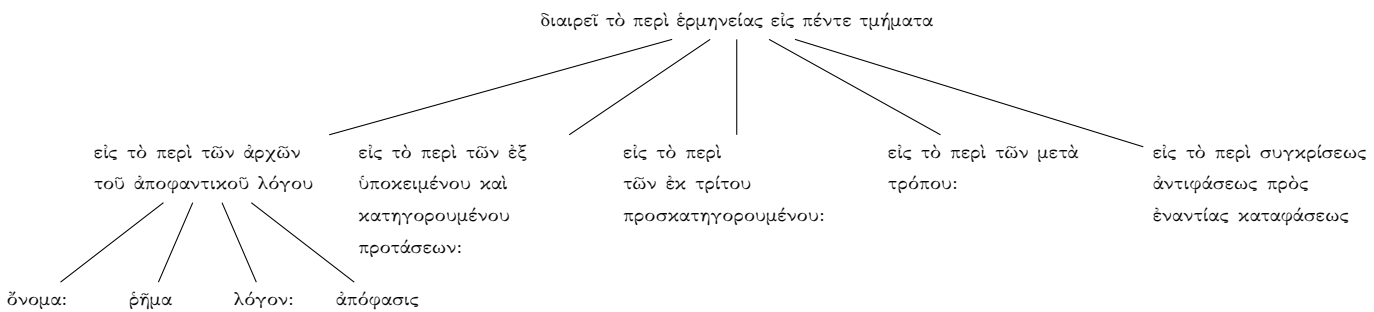 διαιρεῖ τὸ περὶ ἑρμηνείας εἰς πέντε τμήματα
εἰς τὸ περὶ τῶν ἀρχῶν
τοῦ ἀποφαντικοῦ λόγου
εἰς τὸ περὶ τῶν ἐξ
ὑποκειμένου καὶ
κατηγορουμένου
προτάσεων:
εἰς τὸ περὶ
τῶν ἐκ τρίτου
προσκατηγορουμένου:
εἰς τὸ περὶ τῶν μετὰ
τρόπου:
εἰς τὸ περὶ συγκρίσεως
ἀντιφάσεως πρὸς
ἐναντίας καταφάσεως
ὄνομα:
ῥῆμα
λόγον:
ἀπόφασις